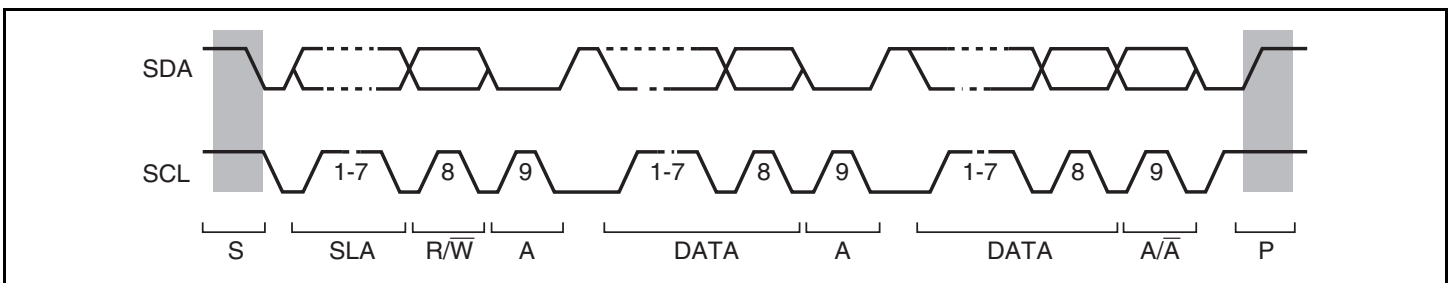 SDA
SCL 1-7 8 9 1-7 8 9 1-7 8 9
S SLA R/W̅ A DATA A DATA A/A̅ P